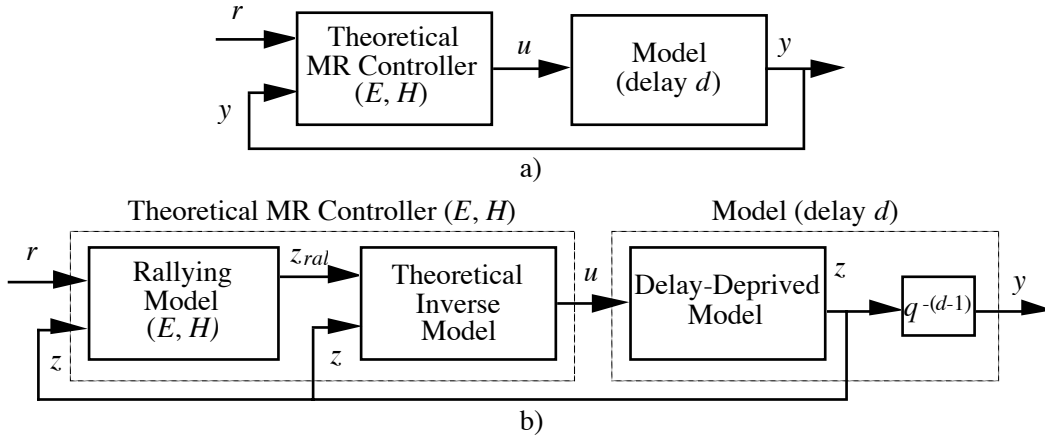 r
Theoretical
MR Controller
(E, H)
u
Model
(delay d)
y
y
a)
Theoretical MR Controller (E, H)
Model (delay d)
r
Rallying
Model
(E, H)
z_ral
Theoretical
Inverse
Model
u
Delay-Deprived
Model
z
q^-(d-1)
y
z
z
b)